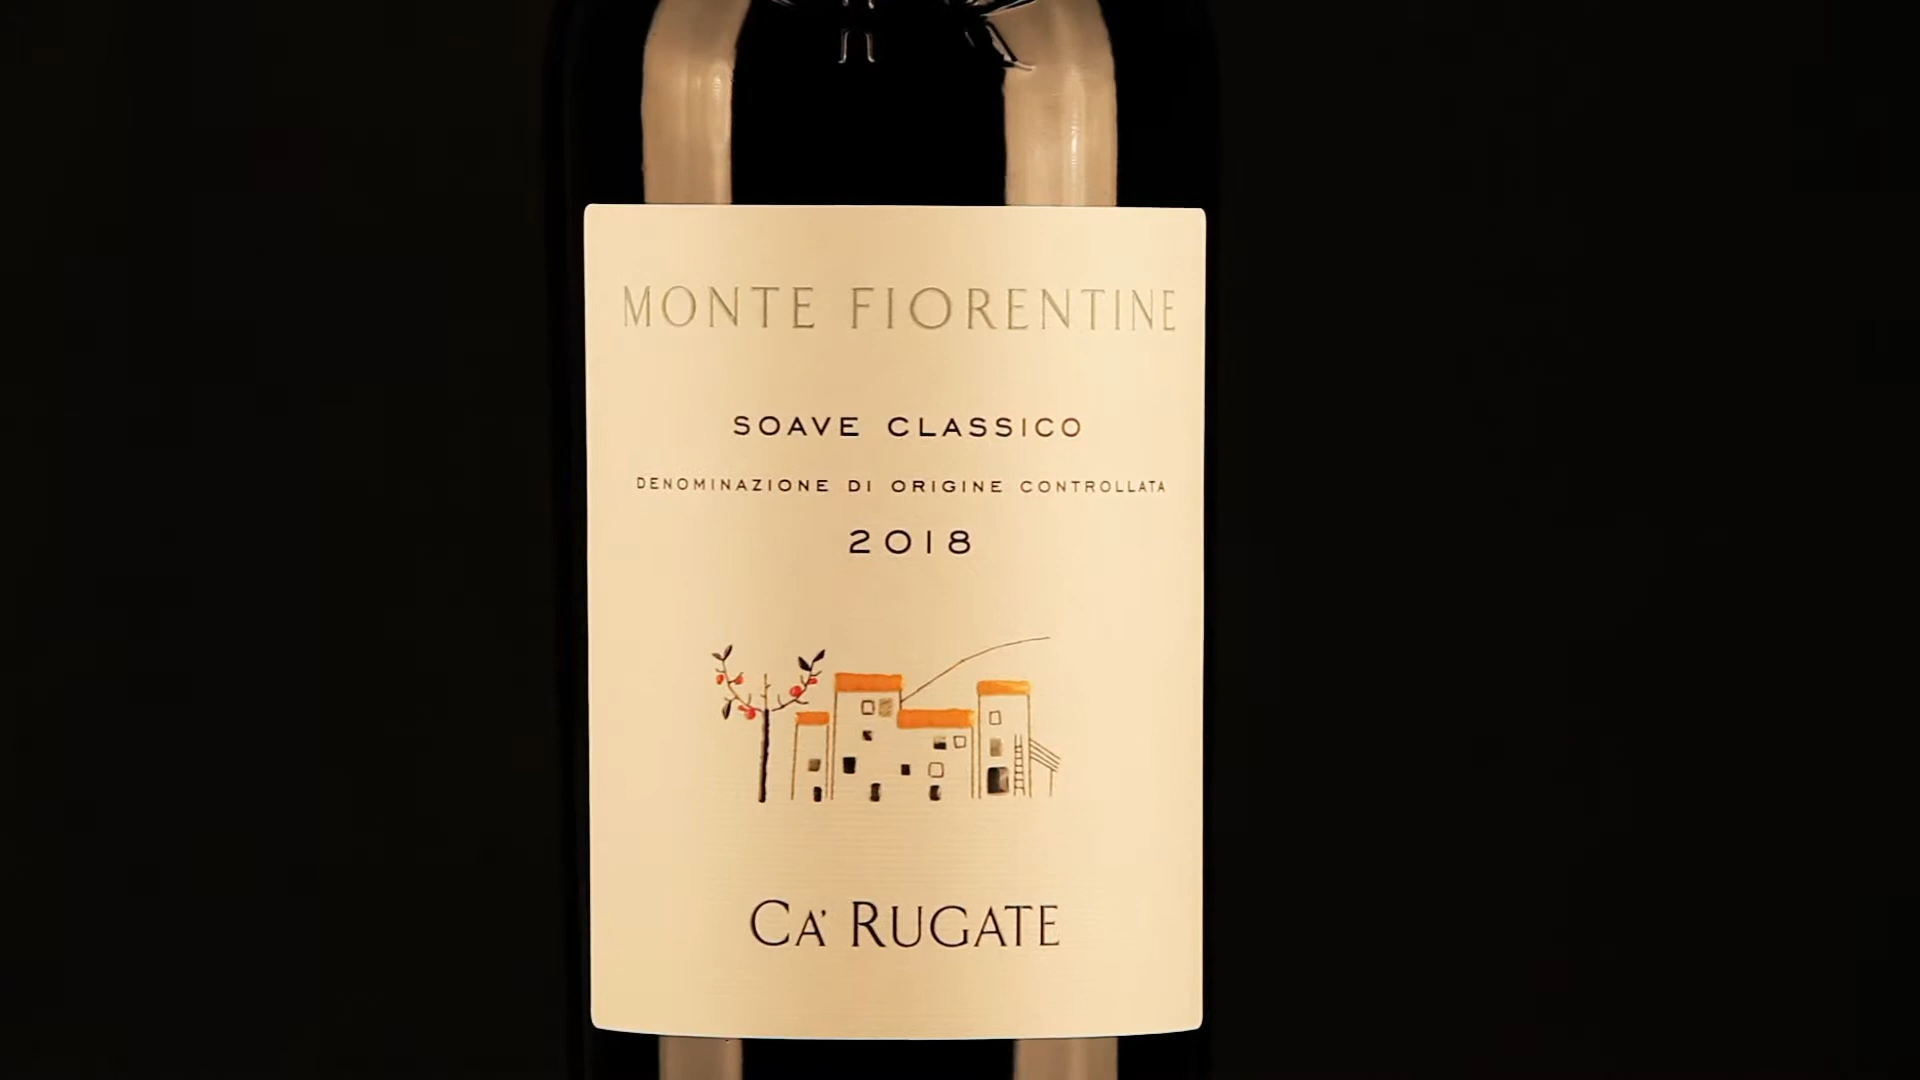 MONTE FIORENTINE
SOAVE CLASSICO
DENOMINAZIONE DI ORIGINE CONTROLLATA
2018
CA' RUGATE